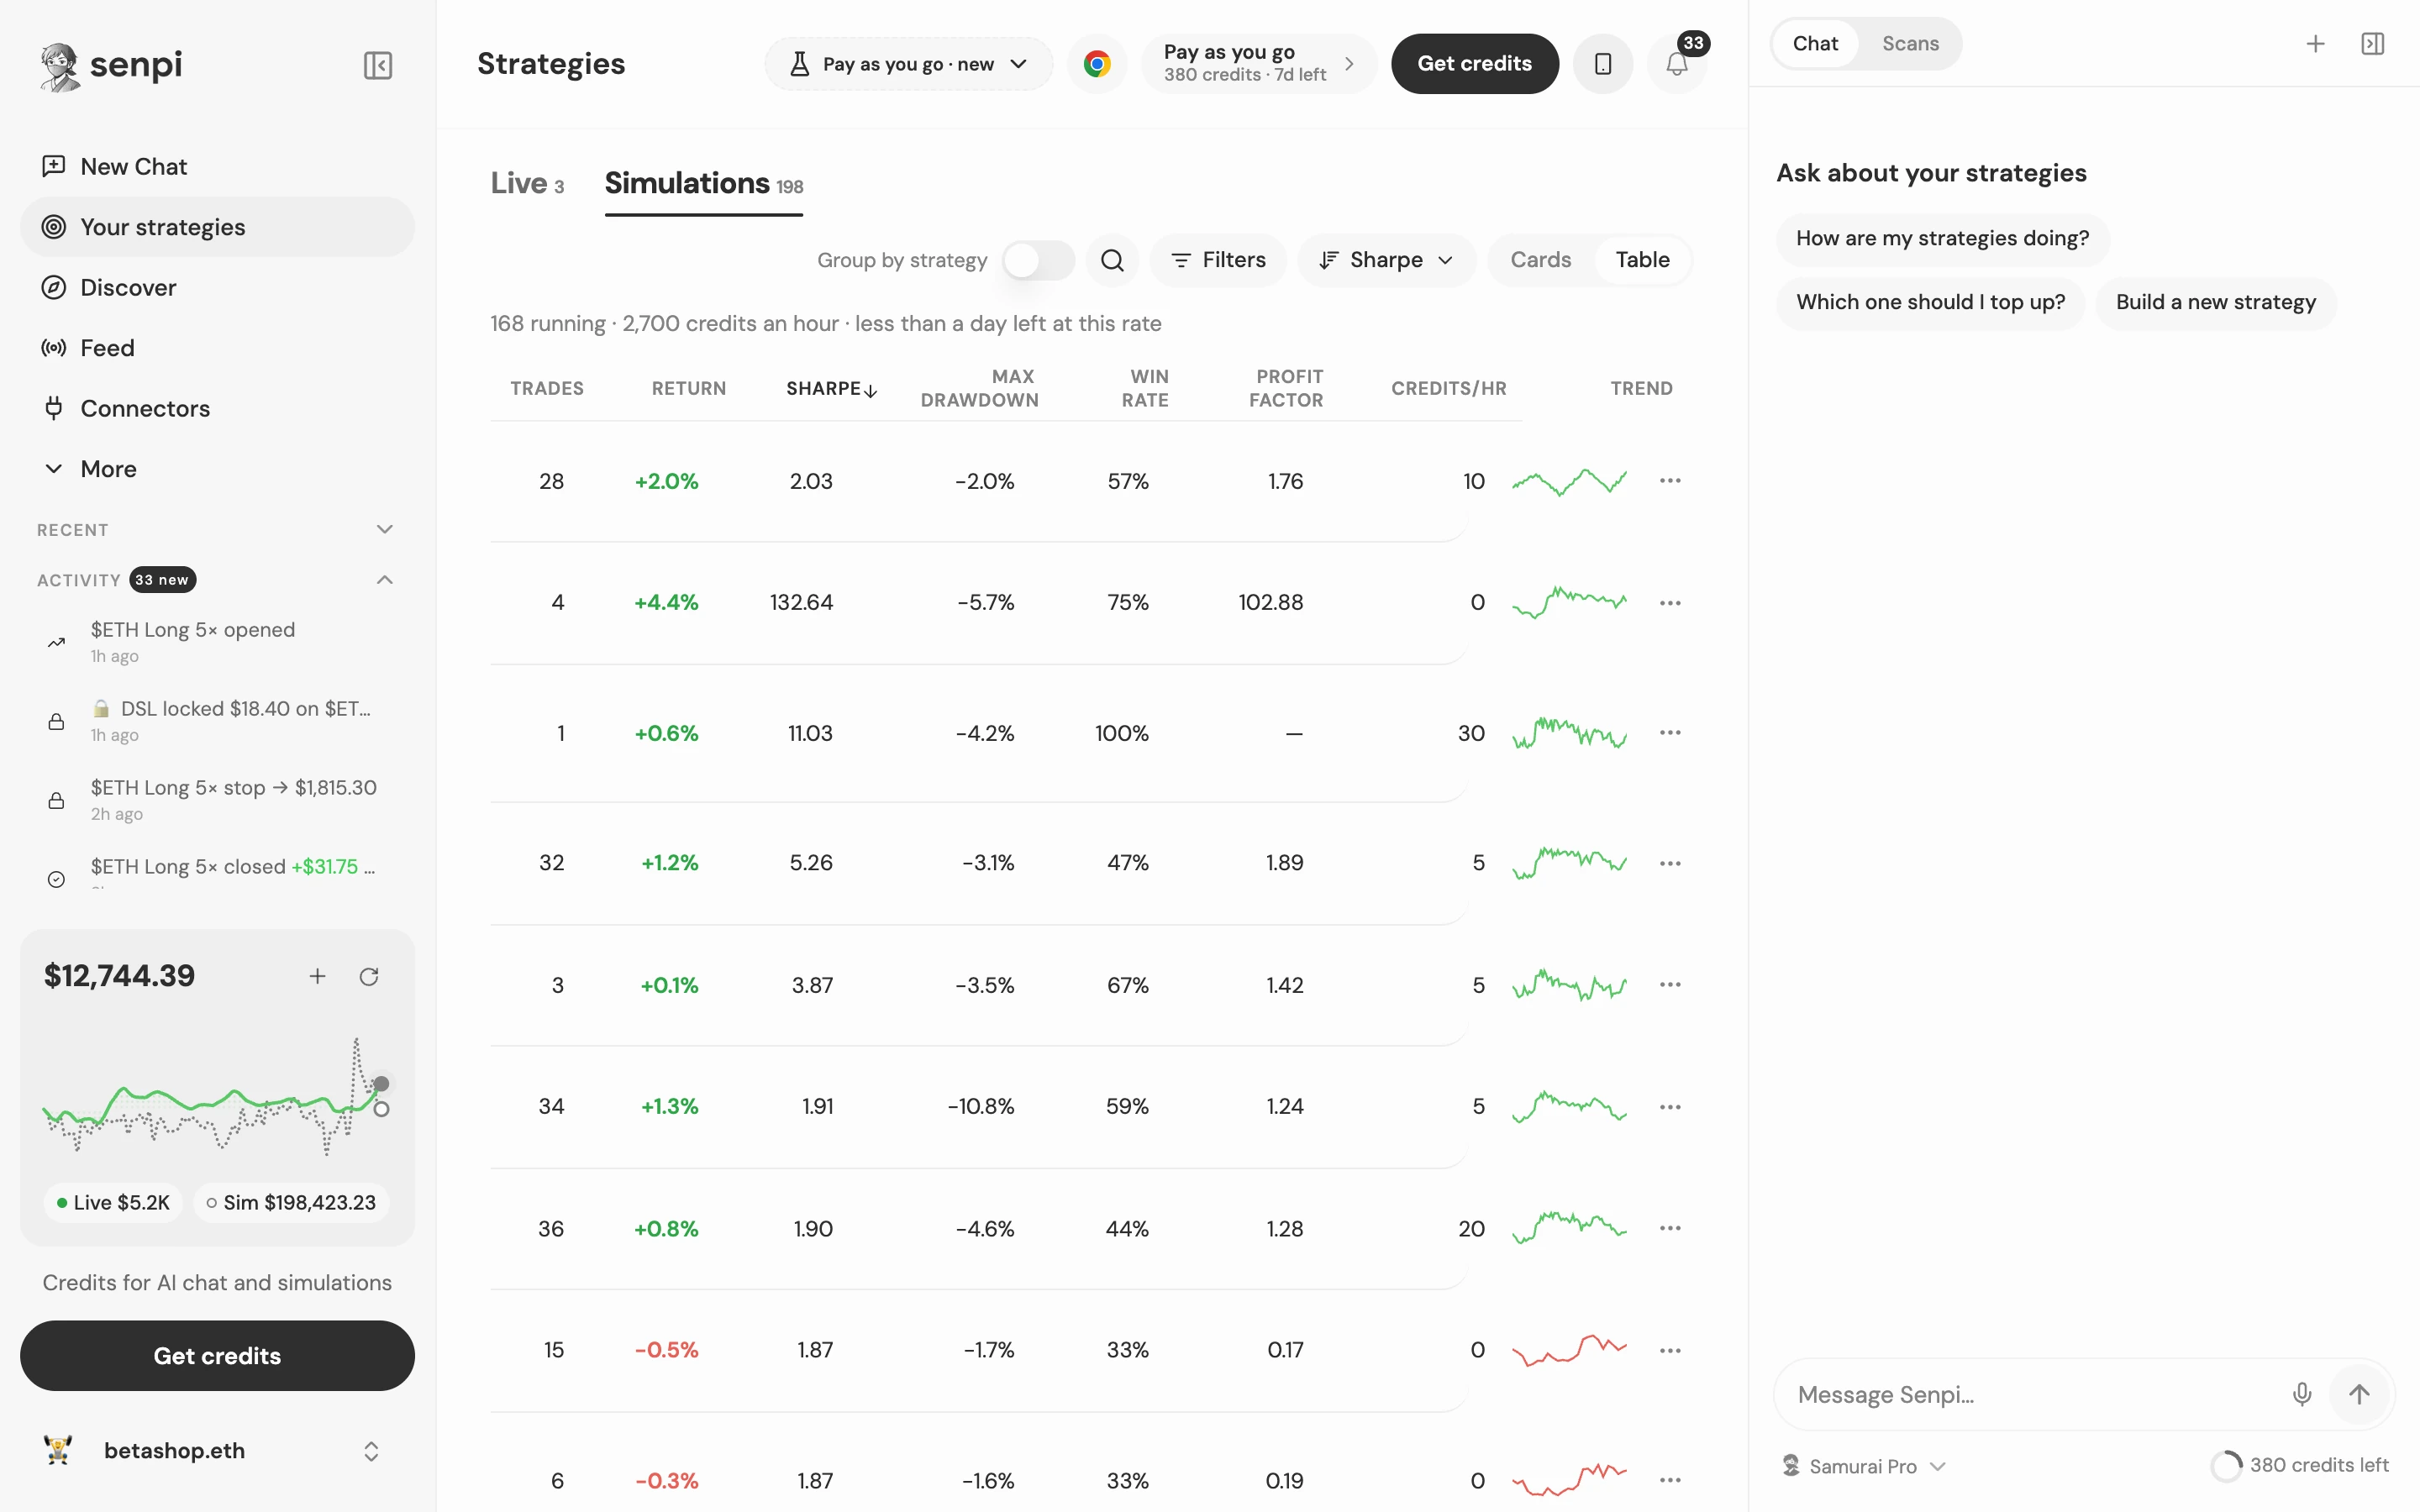 senpi
New Chat
Your strategies
Discover
Feed
Connectors
More
RECENT
ACTIVITY 33 new
$ETH Long 5× opened
1h ago
🔒 DSL locked $18.40 on $ET...
1h ago
$ETH Long 5× stop → $1,815.30
2h ago
$ETH Long 5× closed +$31.75 ...
$12,744.39
Live $5.2K
Sim $198,423.23
Credits for AI chat and simulations
Get credits
betashop.eth
Strategies
Pay as you go · new
Pay as you go
380 credits · 7d left
Get credits
33
Live 3
Simulations 198
Group by strategy
Filters
Sharpe
Cards
Table
168 running · 2,700 credits an hour · less than a day left at this rate
TRADES RETURN SHARPE↓ MAX DRAWDOWN WIN RATE PROFIT FACTOR CREDITS/HR TREND
28 +2.0% 2.03 −2.0% 57% 1.76 10
4 +4.4% 132.64 −5.7% 75% 102.88 0
1 +0.6% 11.03 −4.2% 100% — 30
32 +1.2% 5.26 −3.1% 47% 1.89 5
3 +0.1% 3.87 −3.5% 67% 1.42 5
34 +1.3% 1.91 −10.8% 59% 1.24 5
36 +0.8% 1.90 −4.6% 44% 1.28 20
15 −0.5% 1.87 −1.7% 33% 0.17 0
6 −0.3% 1.87 −1.6% 33% 0.19 0
Chat
Scans
Ask about your strategies
How are my strategies doing?
Which one should I top up?
Build a new strategy
Message Senpi...
Samurai Pro
380 credits left